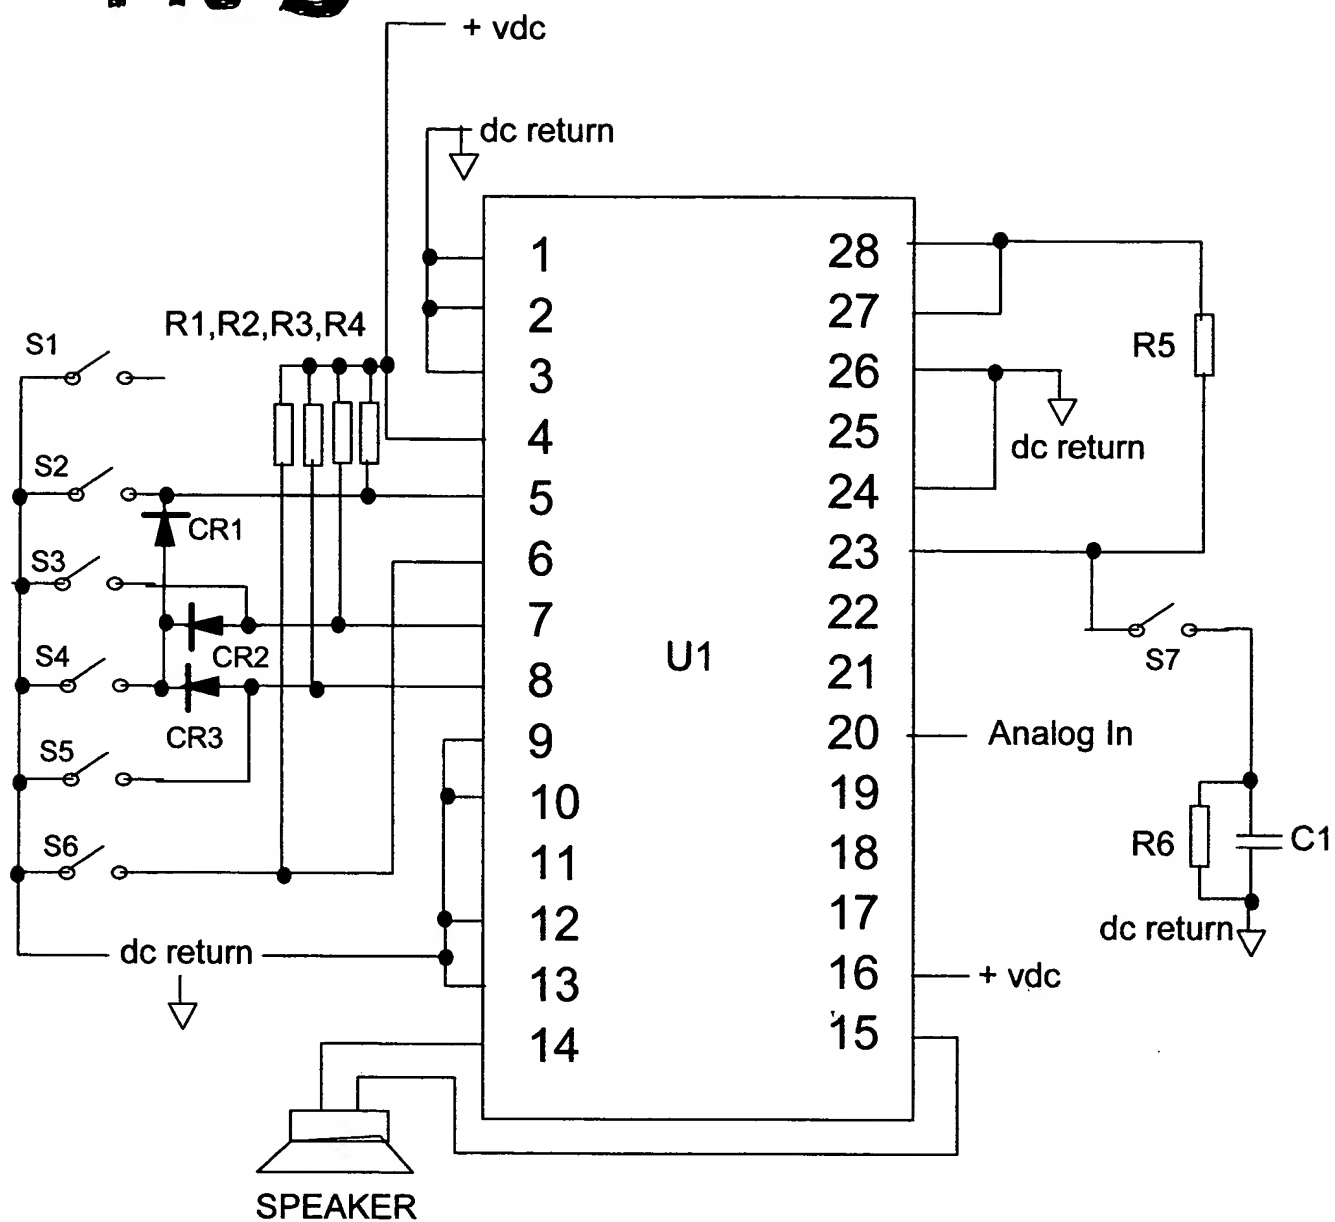 + vdc
dc return
R1,R2,R3,R4
S1
S2
S3
S4
S5
S6
CR1
CR2
CR3
dc return
1
2
3
4
5
6
7
8
9
10
11
12
13
14
U1
28
27
26
25
24
23
22
21
20
19
18
17
16
15
R5
dc return
S7
Analog In
R6
C1
dc return
+ vdc
SPEAKER